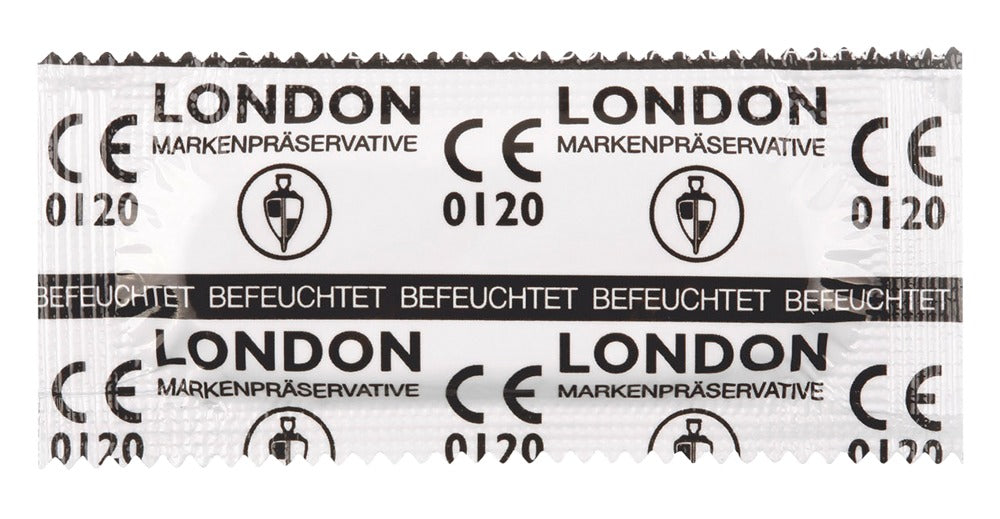 LONDON LONDON
MARKENPRÄSERVATIVE MARKENPRÄSERVATIVE
CE CE CE
0120 0120 0120
BEFEUCHTET BEFEUCHTET BEFEUCHTET BEFEUCHTET BEFEUCHTET
LONDON LONDON
MARKENPRÄSERVATIVE MARKENPRÄSERVATIVE
CE CE CE
0120 0120 0120